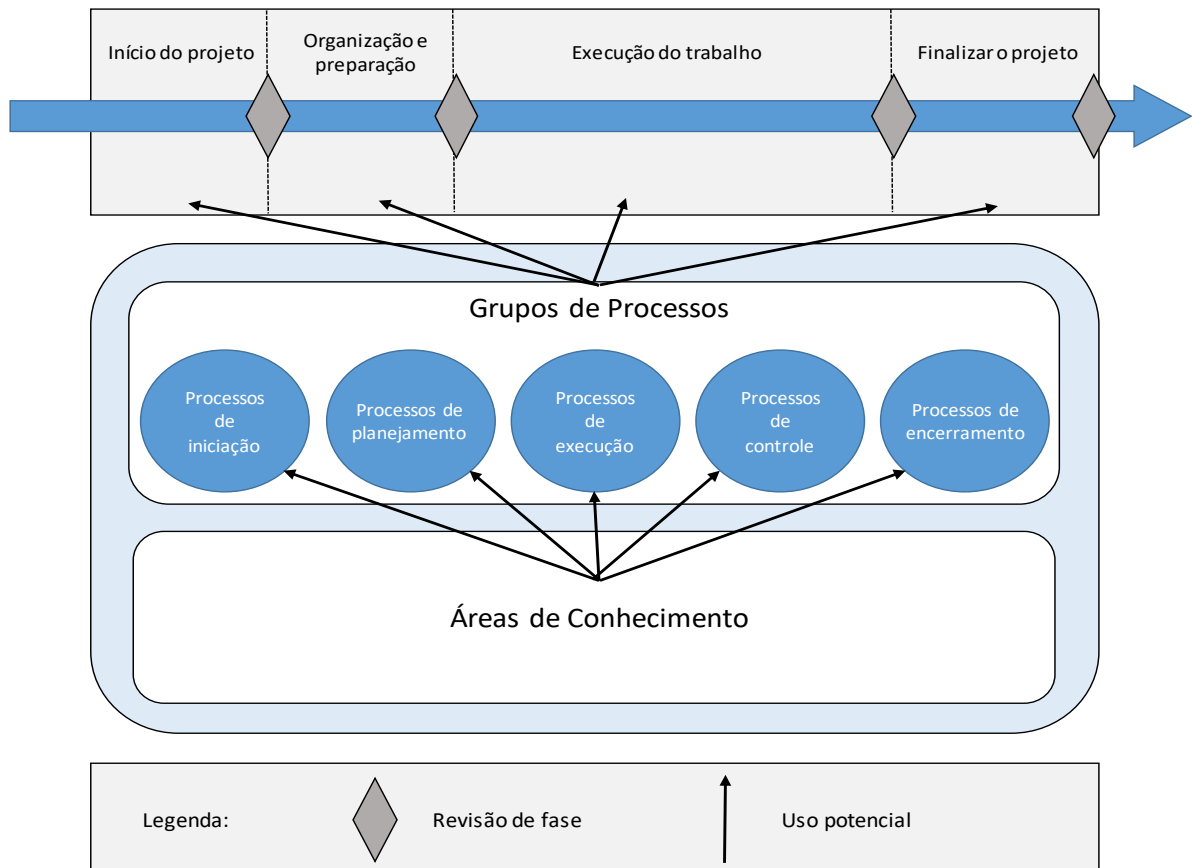 Início do projeto
Organização e
preparação
Execução do trabalho
Finalizar o projeto
Grupos de Processos
Processos
de
iniciação
Processos de
planejamento
Processos
de
execução
Processos
de
controle
Processos de
encerramento
Áreas de Conhecimento
Legenda:
Revisão de fase
Uso potencial